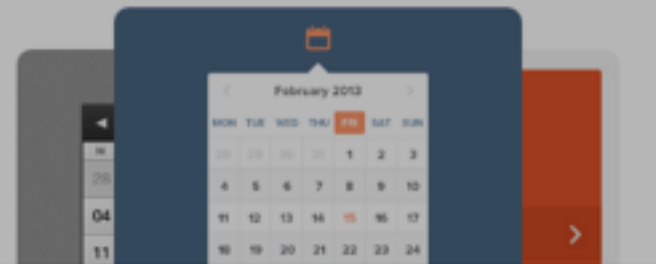 February 2013
MON TUE WED THU FRI SAT SUN
28 29 30 31 1 2 3
4 5 6 7 8 9 10
11 12 13 14 15 16 17
18 19 20 21 22 23 24
M
28
04
11